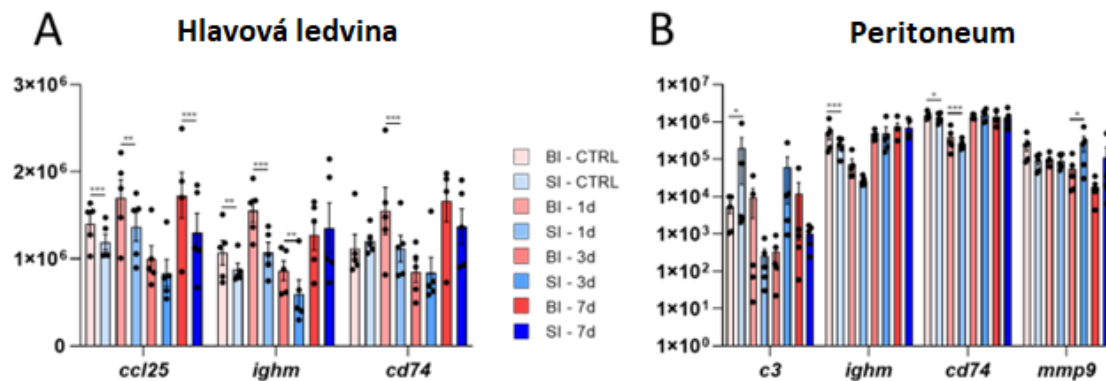 A
Hlavová ledvina
3×10⁶
2×10⁶
1×10⁶
0
*** ** ***
** *** **
***
ccl25 ighm cd74
BI - CTRL
SI - CTRL
BI - 1d
SI - 1d
BI - 3d
SI - 3d
BI - 7d
SI - 7d
B
Peritoneum
1×10⁷
1×10⁶
1×10⁵
1×10⁴
1×10³
1×10²
1×10¹
1×10⁰
*
***
* ***
*
c3 ighm cd74 mmp9